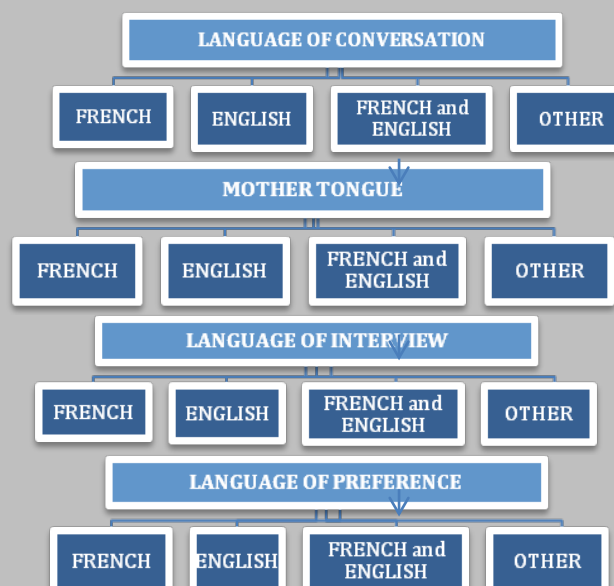 LANGUAGE OF CONVERSATION
FRENCH
ENGLISH
FRENCH and
ENGLISH
OTHER
MOTHER TONGUE
FRENCH
ENGLISH
FRENCH and
ENGLISH
OTHER
LANGUAGE OF INTERVIEW
FRENCH
ENGLISH
FRENCH and
ENGLISH
OTHER
LANGUAGE OF PREFERENCE
FRENCH
ENGLISH
FRENCH and
ENGLISH
OTHER